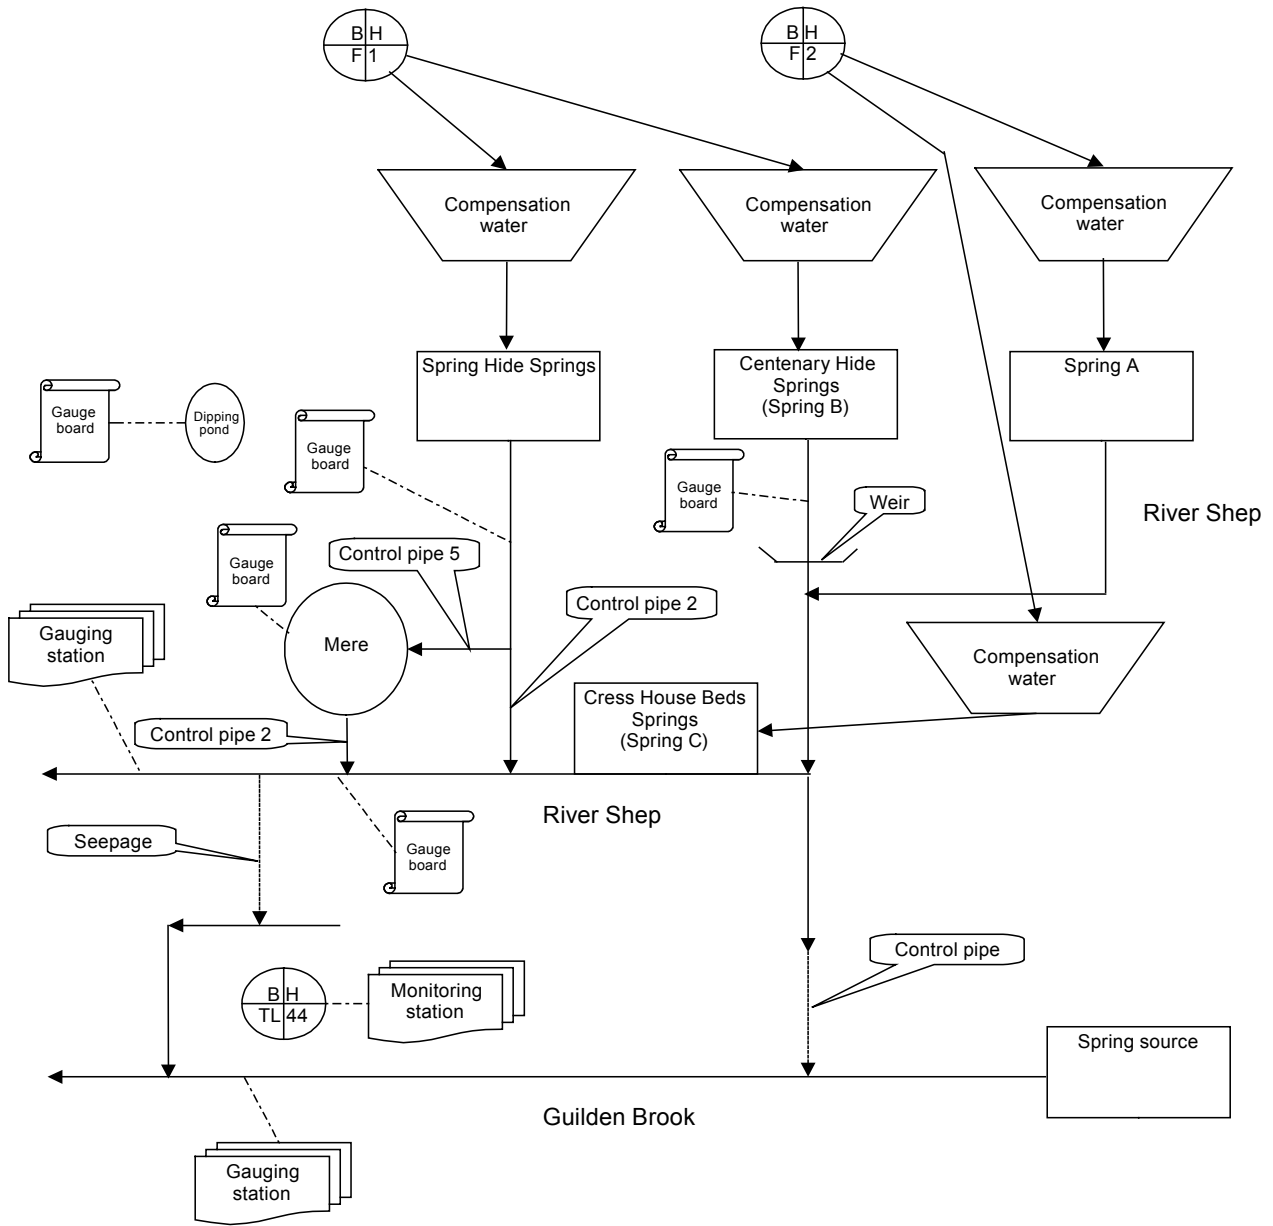 B H
F 1
B H
F 2
Compensation
water
Compensation
water
Compensation
water
Spring Hide Springs
Centenary Hide
Springs
(Spring B)
Spring A
Gauge
board
Dipping
pond
Gauge
board
Gauge
board
Weir
River Shep
Gauge
board
Control pipe 5
Control pipe 2
Gauging
station
Mere
Compensation
water
Cress House Beds
Springs
(Spring C)
Control pipe 2
River Shep
Seepage
Gauge
board
Control pipe
B H
TL 44
Monitoring
station
Spring source
Guilden Brook
Gauging
station